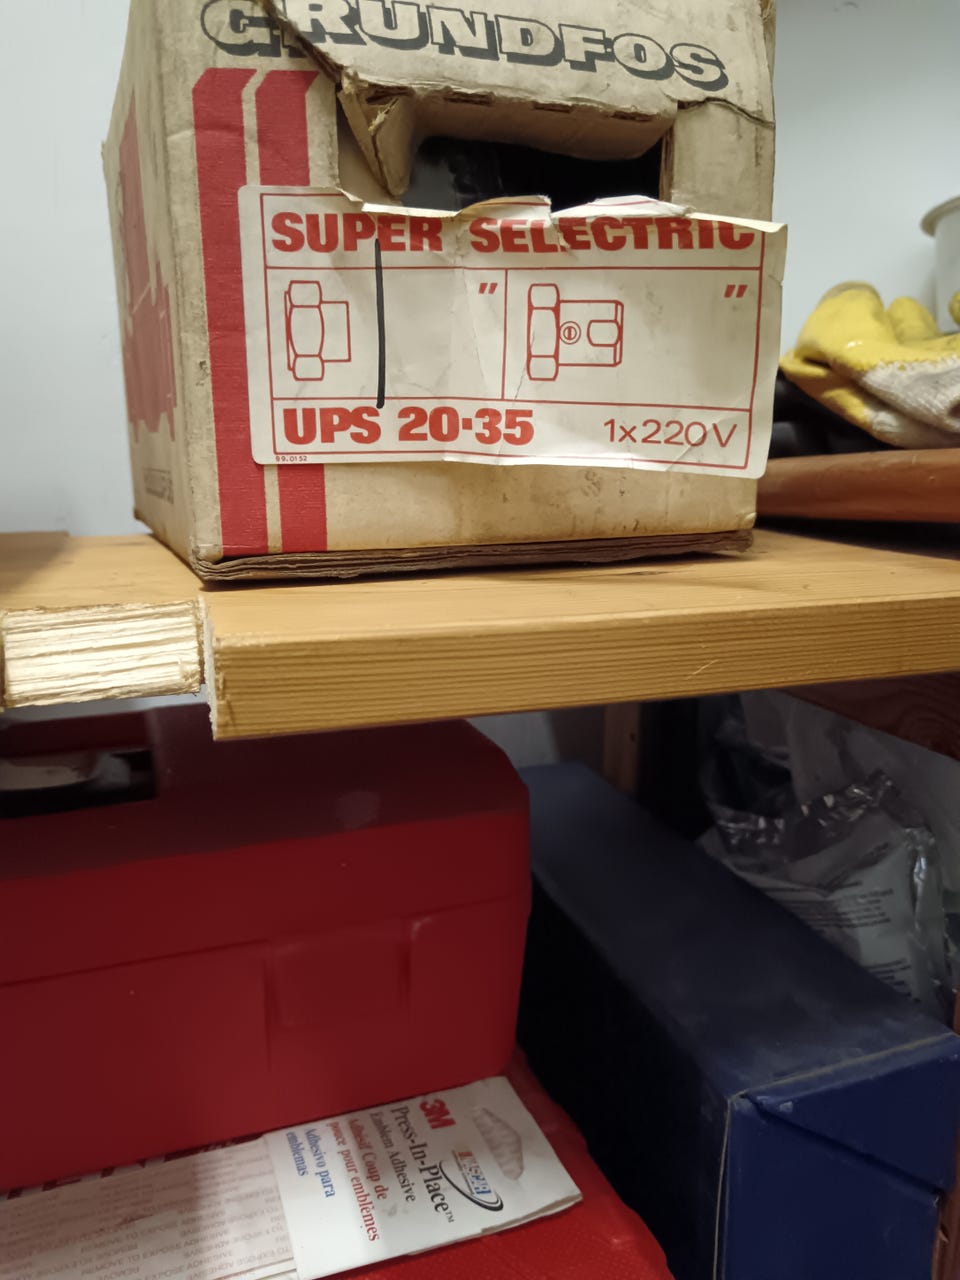 GRUNDFOS
SUPER SELECTRIC
" "
UPS 20·35 1x220V
99.0152
3M
Press-In-Place™
Emblem Adhesive
Adhésif Coup de
pouce pour emblèmes
Adhesivo para
emblemas